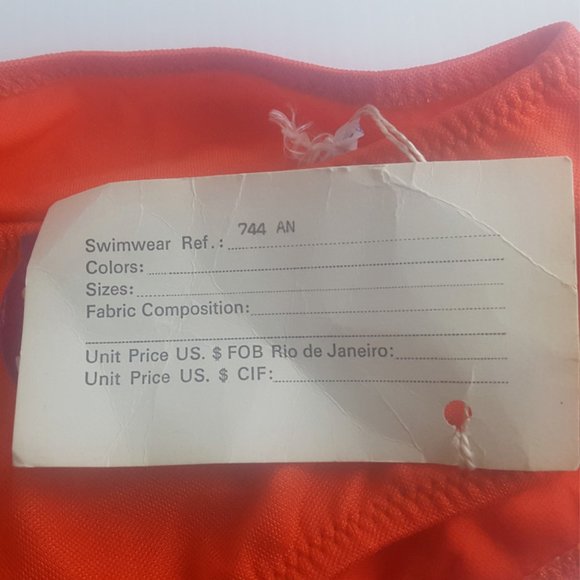 Swimwear Ref.: 744 AN
Colors:
Sizes:
Fabric Composition:
Unit Price US. $ FOB Rio de Janeiro:
Unit Price US. $ CIF: